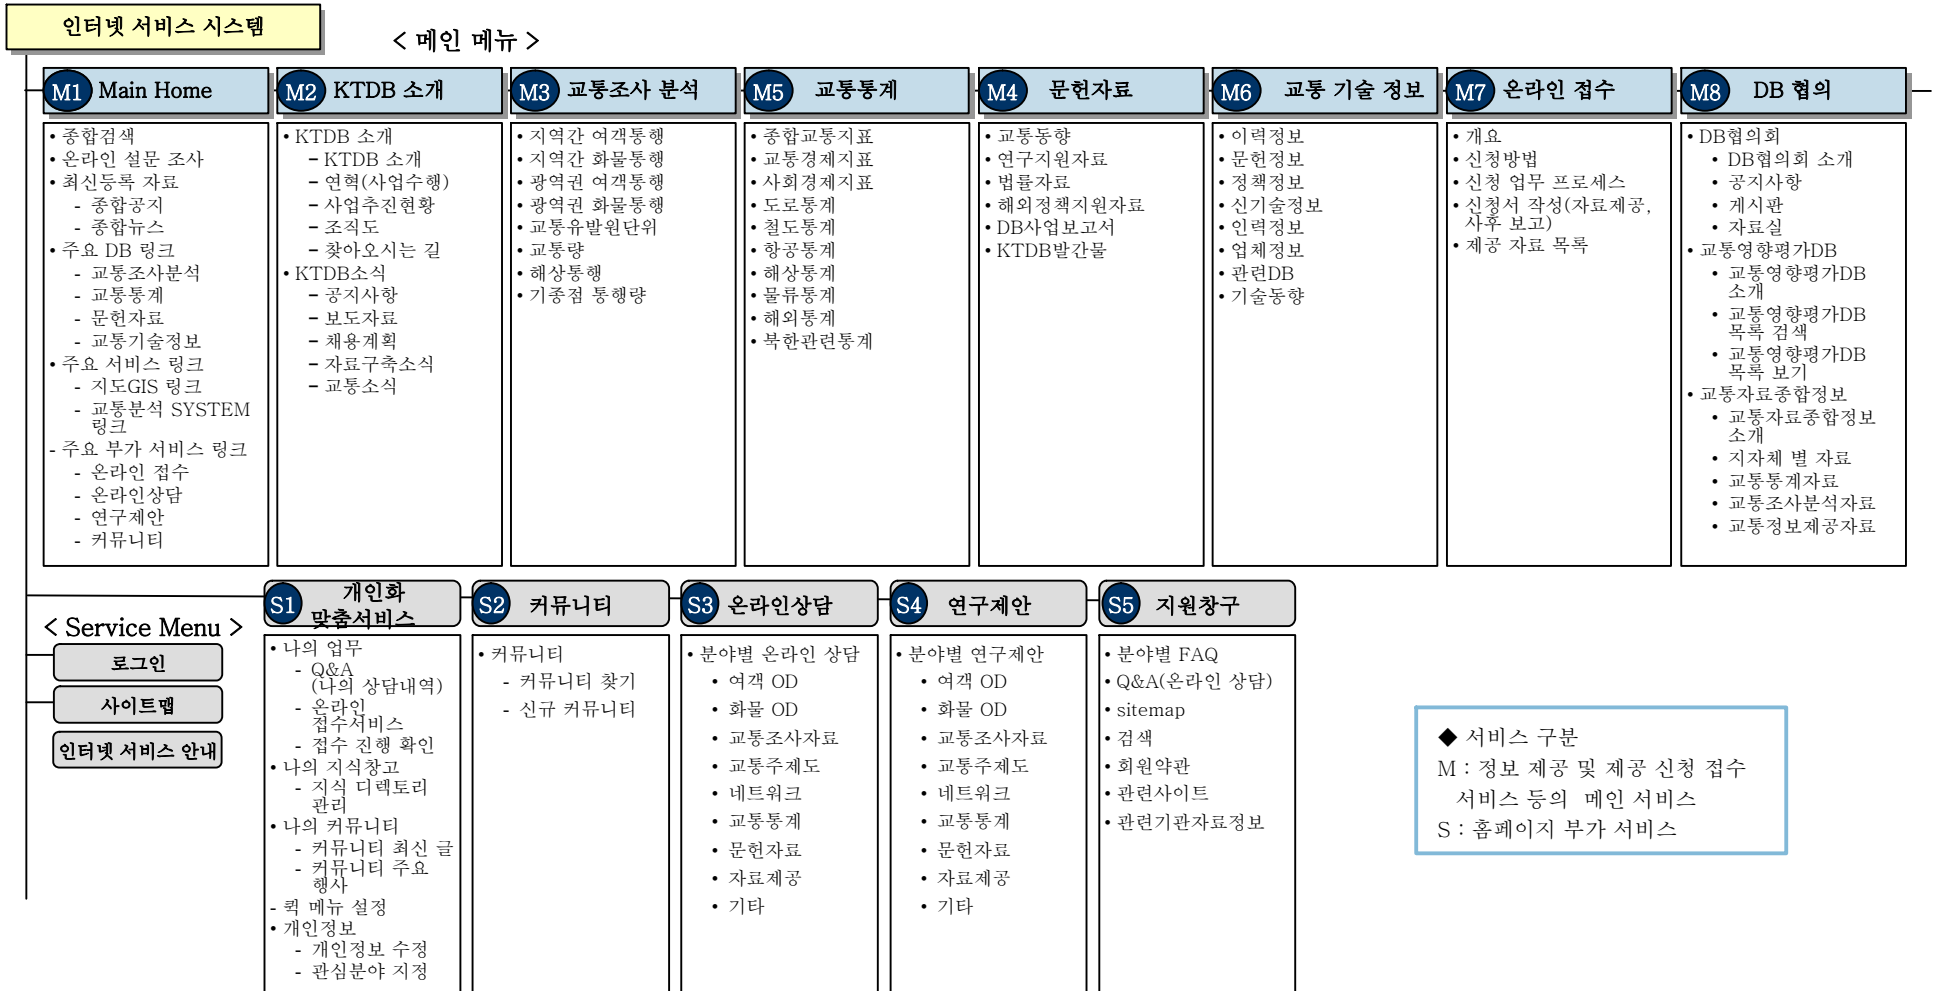 인터넷 서비스 시스템
< 메인 메뉴 >
M1 Main Home
• 종합검색
• 온라인 설문 조사
• 최신등록 자료
- 종합공지
- 종합뉴스
• 주요 DB 링크
- 교통조사분석
- 교통통계
- 문헌자료
- 교통기술정보
• 주요 서비스 링크
- 지도GIS 링크
- 교통분석 SYSTEM
링크
- 주요 부가 서비스 링크
- 온라인 접수
- 온라인상담
- 연구제안
- 커뮤니티
M2 KTDB 소개
• KTDB 소개
– KTDB 소개
– 연혁(사업수행)
– 사업추진현황
– 조직도
– 찾아오시는 길
• KTDB소식
– 공지사항
– 보도자료
– 채용계획
– 자료구축소식
– 교통소식
M3 교통조사 분석
• 지역간 여객통행
• 지역간 화물통행
• 광역권 여객통행
• 광역권 화물통행
• 교통유발원단위
• 교통량
• 해상통행
• 기종점 통행량
M5 교통통계
• 종합교통지표
• 교통경제지표
• 사회경제지표
• 도로통계
• 철도통계
• 항공통계
• 해상통계
• 물류통계
• 해외통계
• 북한관련통계
M4 문헌자료
• 교통동향
• 연구지원자료
• 법률자료
• 해외정책지원자료
• DB사업보고서
• KTDB발간물
M6 교통 기술 정보
• 이력정보
• 문헌정보
• 정책정보
• 신기술정보
• 인력정보
• 업체정보
• 관련DB
• 기술동향
M7 온라인 접수
• 개요
• 신청방법
• 신청 업무 프로세스
• 신청서 작성(자료제공,
사후 보고)
• 제공 자료 목록
M8 DB 협의
• DB협의회
• DB협의회 소개
• 공지사항
• 게시판
• 자료실
• 교통영향평가DB
• 교통영향평가DB
소개
• 교통영향평가DB
목록 검색
• 교통영향평가DB
목록 보기
• 교통자료종합정보
• 교통자료종합정보
소개
• 지자체 별 자료
• 교통통계자료
• 교통조사분석자료
• 교통정보제공자료
< Service Menu >
로그인
사이트맵
인터넷 서비스 안내
S1 개인화
맞춤서비스
• 나의 업무
- Q&A
(나의 상담내역)
- 온라인
접수서비스
- 접수 진행 확인
• 나의 지식창고
- 지식 디렉토리
관리
• 나의 커뮤니티
- 커뮤니티 최신 글
- 커뮤니티 주요
행사
- 퀵 메뉴 설정
• 개인정보
- 개인정보 수정
- 관심분야 지정
S2 커뮤니티
• 커뮤니티
- 커뮤니티 찾기
- 신규 커뮤니티
S3 온라인상담
• 분야별 온라인 상담
• 여객 OD
• 화물 OD
• 교통조사자료
• 교통주제도
• 네트워크
• 교통통계
• 문헌자료
• 자료제공
• 기타
S4 연구제안
• 분야별 연구제안
• 여객 OD
• 화물 OD
• 교통조사자료
• 교통주제도
• 네트워크
• 교통통계
• 문헌자료
• 자료제공
• 기타
S5 지원창구
• 분야별 FAQ
• Q&A(온라인 상담)
• sitemap
• 검색
• 회원약관
• 관련사이트
• 관련기관자료정보
◆ 서비스 구분
M : 정보 제공 및 제공 신청 접수
서비스 등의 메인 서비스
S : 홈페이지 부가 서비스